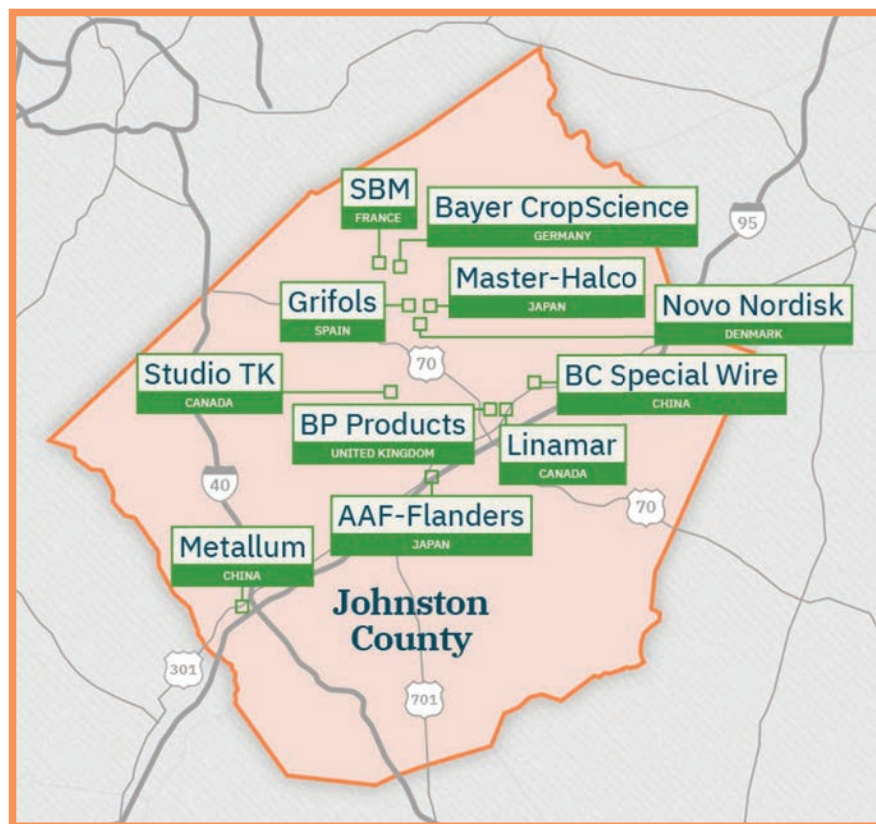 SBM
FRANCE
Bayer CropScience
GERMANY
95
Grifols
SPAIN
Master-Halco
JAPAN
Novo Nordisk
DENMARK
70
Studio TK
CANADA
BC Special Wire
CHINA
BP Products
UNITED KINGDOM
Linamar
CANADA
40
70
AAF-Flanders
JAPAN
Metallum
CHINA
Johnston
County
301
701